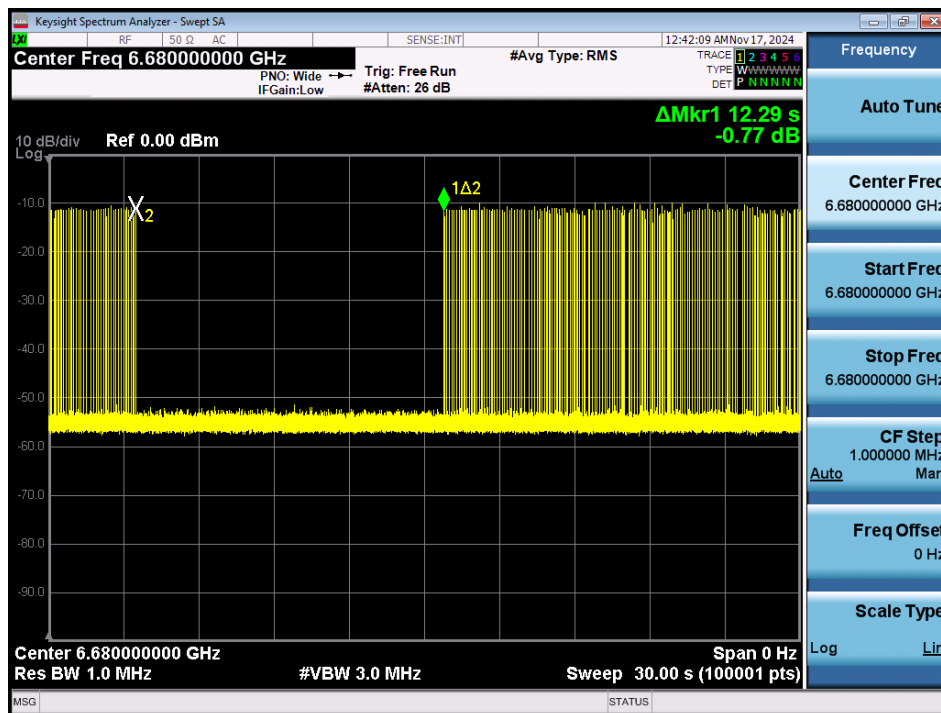 Keysight Spectrum Analyzer - Swept SA
LXI RF 50 Ω AC SENSE:INT 12:42:09 AM Nov 17, 2024
Center Freq 6.680000000 GHz
PNO: Wide
IFGain:Low
Trig: Free Run
#Atten: 26 dB
#Avg Type: RMS
TRACE 1 2 3 4 5 6
TYPE WWWWWWW
DET P N N N N N
ΔMkr1 12.29 s
-0.77 dB
10 dB/div
Log
Ref 0.00 dBm
1Δ2
2
-10.0
-20.0
-30.0
-40.0
-50.0
-60.0
-70.0
-80.0
-90.0
Center 6.680000000 GHz
Span 0 Hz
Res BW 1.0 MHz
#VBW 3.0 MHz
Sweep 30.00 s (100001 pts)
MSG
STATUS
Frequency
Auto Tune
Center Freq
6.680000000 GHz
Start Freq
6.680000000 GHz
Stop Freq
6.680000000 GHz
CF Step
1.000000 MHz
Auto Man
Freq Offset
0 Hz
Scale Type
Log Lin